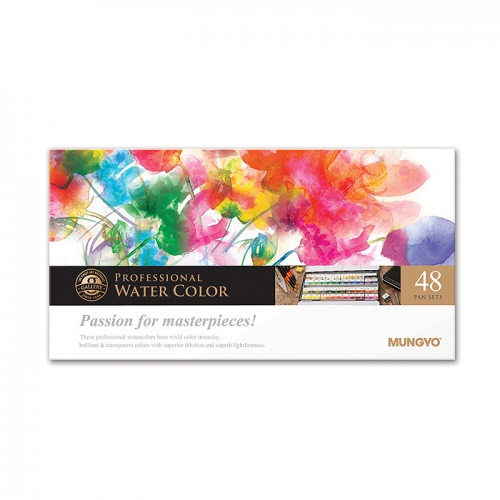 GALLERY
PROFESSIONAL
WATER COLOR
48
PAN SETS
Passion for masterpieces!
These professional watercolors have vivid color intensity,
brilliant & transparent colors with superior dilution and superb lightfastness.
MUNGYO